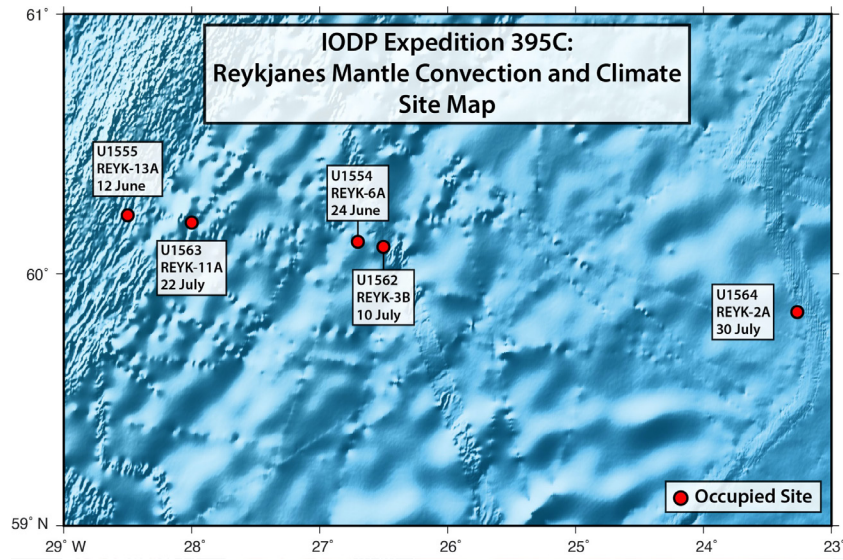 61°
IODP Expedition 395C:
Reykjanes Mantle Convection and Climate
Site Map
U1555
REYK-13A
12 June
U1554
REYK-6A
24 June
U1563
REYK-11A
22 July
60°
U1562
REYK-3B
10 July
U1564
REYK-2A
30 July
Occupied Site
59° N
29° W 28° 27° 26° 25° 24° 23°